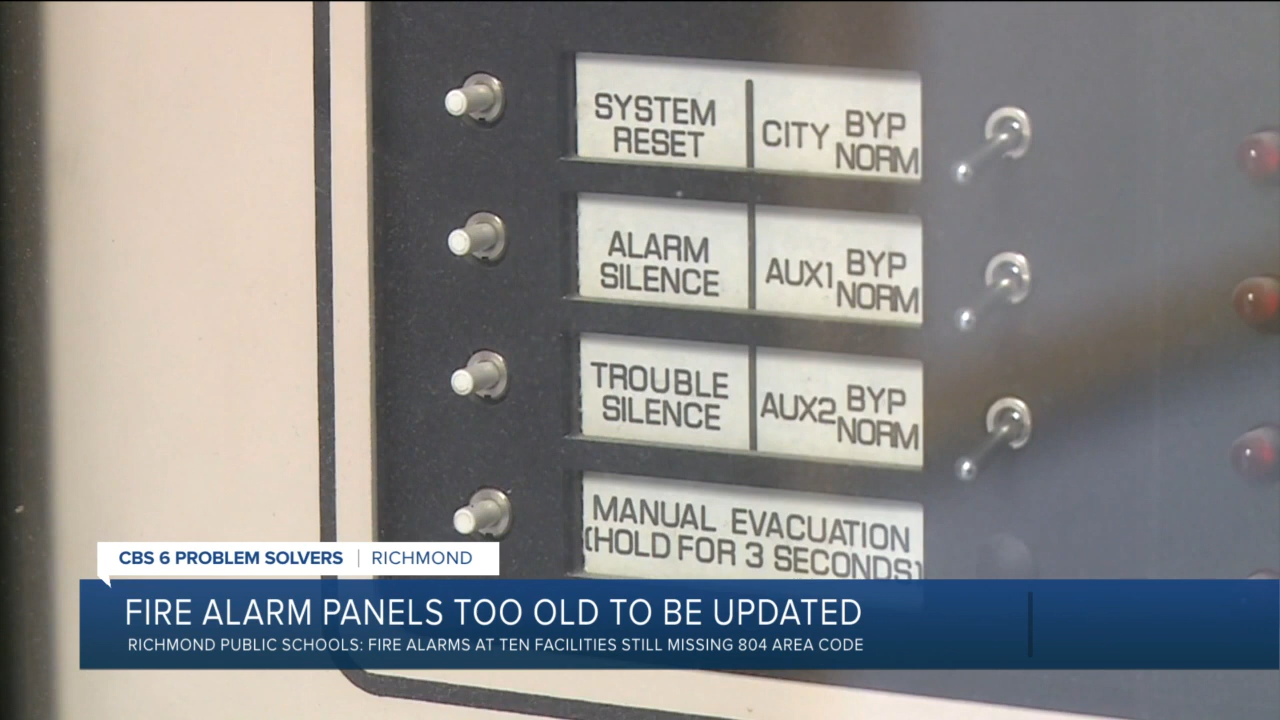 SYSTEM
RESET
CITY BYP
NORM
ALARM
SILENCE
AUX1 BYP
NORM
TROUBLE
SILENCE
AUX2 BYP
NORM
MANUAL EVACUATION
(HOLD FOR 3 SECONDS)
CBS 6 PROBLEM SOLVERS | RICHMOND
FIRE ALARM PANELS TOO OLD TO BE UPDATED
RICHMOND PUBLIC SCHOOLS: FIRE ALARMS AT TEN FACILITIES STILL MISSING 804 AREA CODE